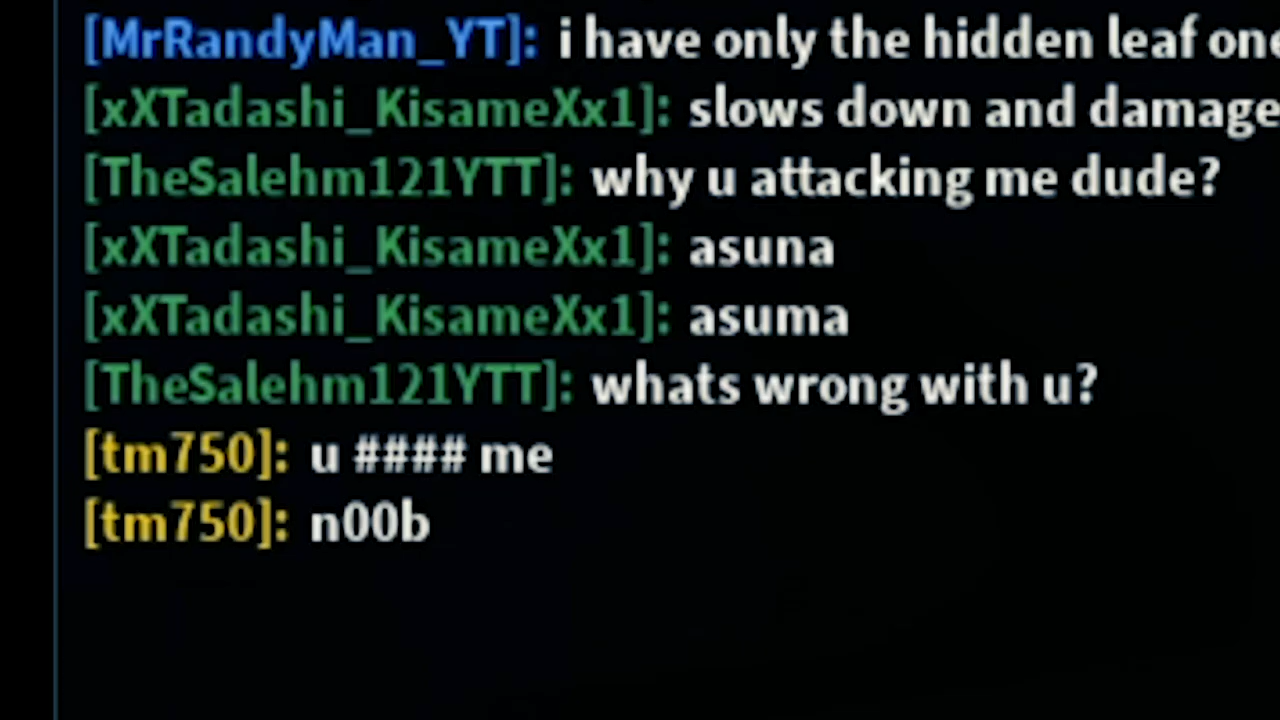 [MrRandyMan_YT]: i have only the hidden leaf one
[xXTadashi_KisameXx1]: slows down and damage
[TheSalehm121YTT]: why u attacking me dude?
[xXTadashi_KisameXx1]: asuna
[xXTadashi_KisameXx1]: asuma
[TheSalehm121YTT]: whats wrong with u?
[tm750]: u #### me
[tm750]: n00b